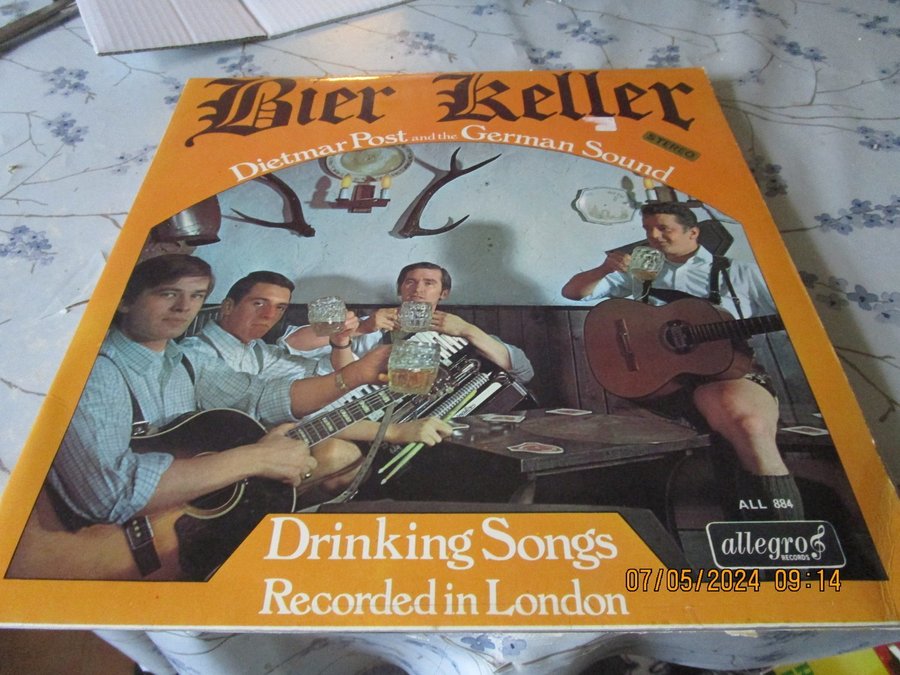 Bier Keller
Dietmar Post and the German Sound
STEREO
ALL 884
allegro
RECORDS
Drinking Songs
Recorded in London
07/05/2024 09:14